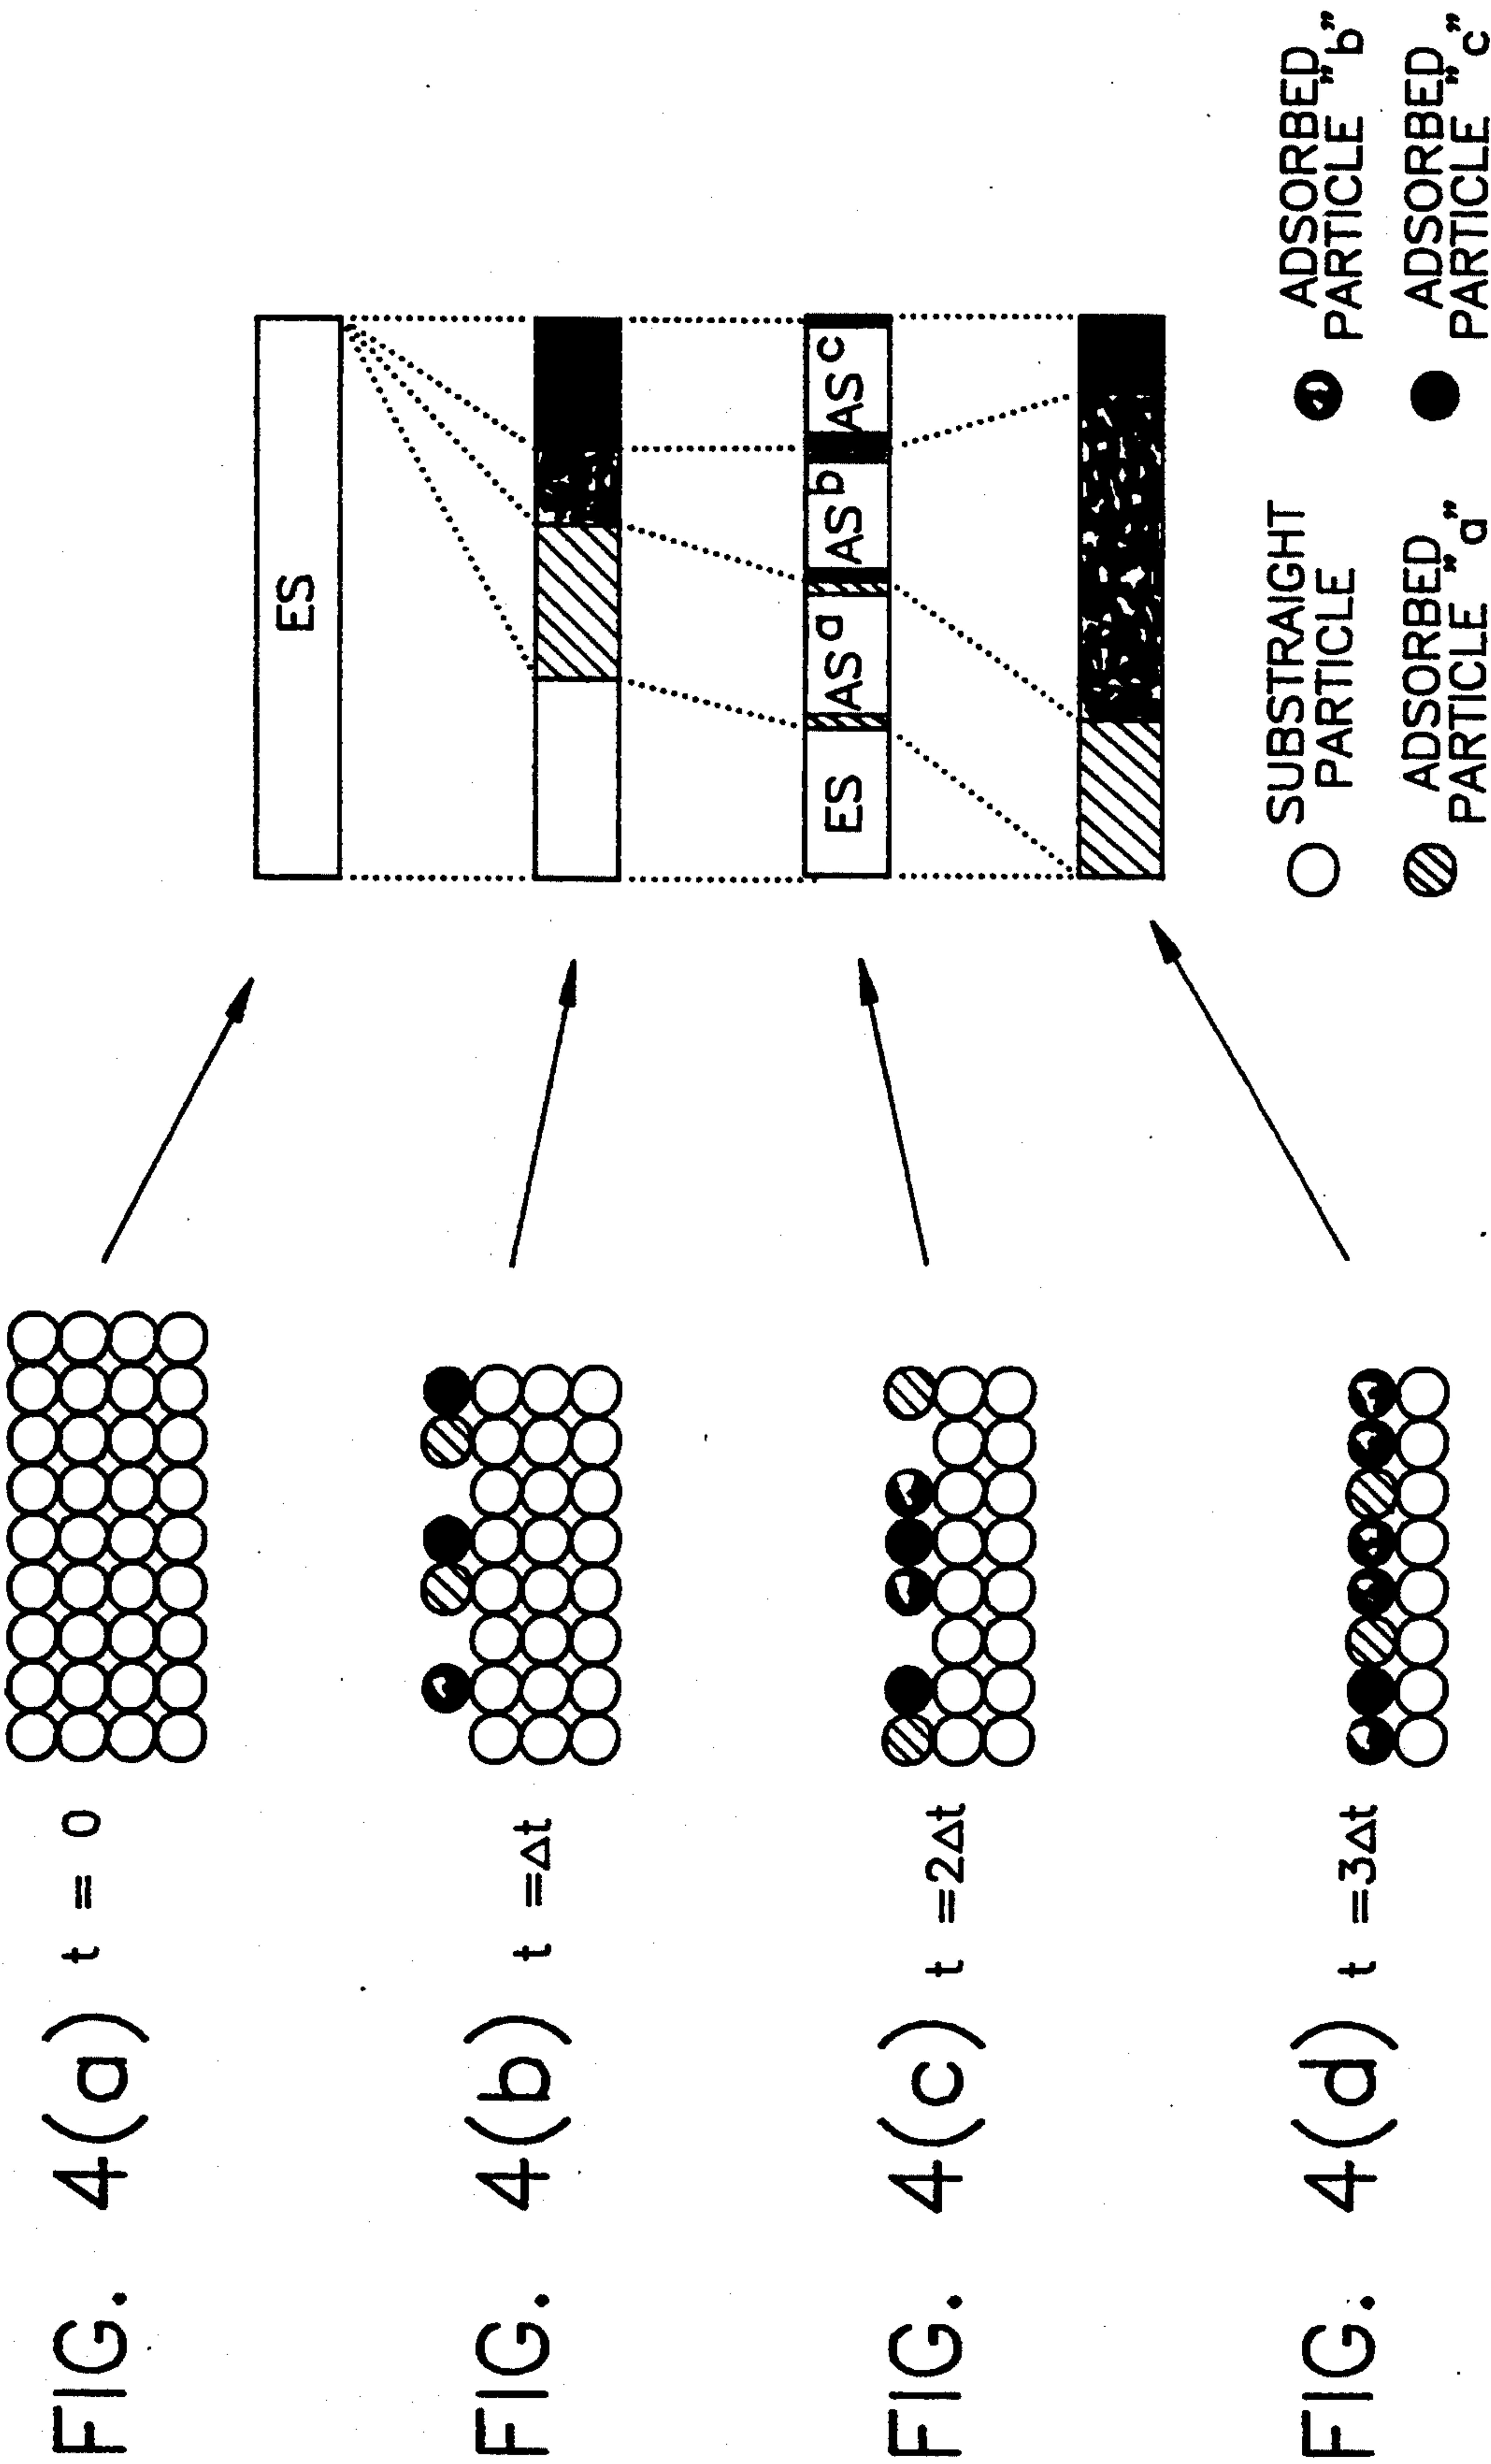 FIG. 4(a) t = 0
ES
FIG. 4(b) t =Δt
FIG. 4(c) t =2Δt
ES ASa ASb ASc
FIG. 4(d) t =3Δt
SUBSTRAIGHT
PARTICLE
ADSORBED
PARTICLE "b"
ADSORBED
PARTICLE "a"
ADSORBED
PARTICLE "c"